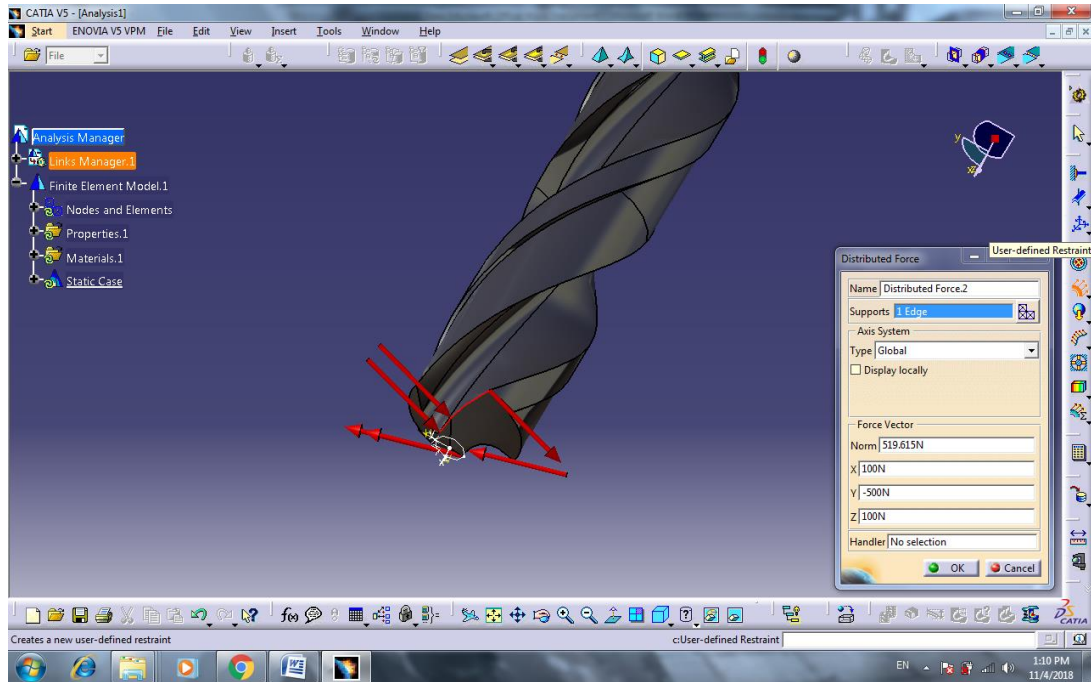 CATIA V5 - [Analysis1]
Start ENOVIA V5 VPM File Edit View Insert Tools Window Help
File
Analysis Manager
Links Manager.1
Finite Element Model.1
Nodes and Elements
Properties.1
Materials.1
Static Case
y
User-defined Restraint
Distributed Force
Name Distributed Force.2
Supports 1 Edge
Axis System
Type Global
Display locally
Force Vector
Norm 519.615N
X 100N
Y -500N
Z 100N
Handler No selection
OK Cancel
f(x)
CATIA
Creates a new user-defined restraint
c:User-defined Restraint
EN
1:10 PM
11/4/2018